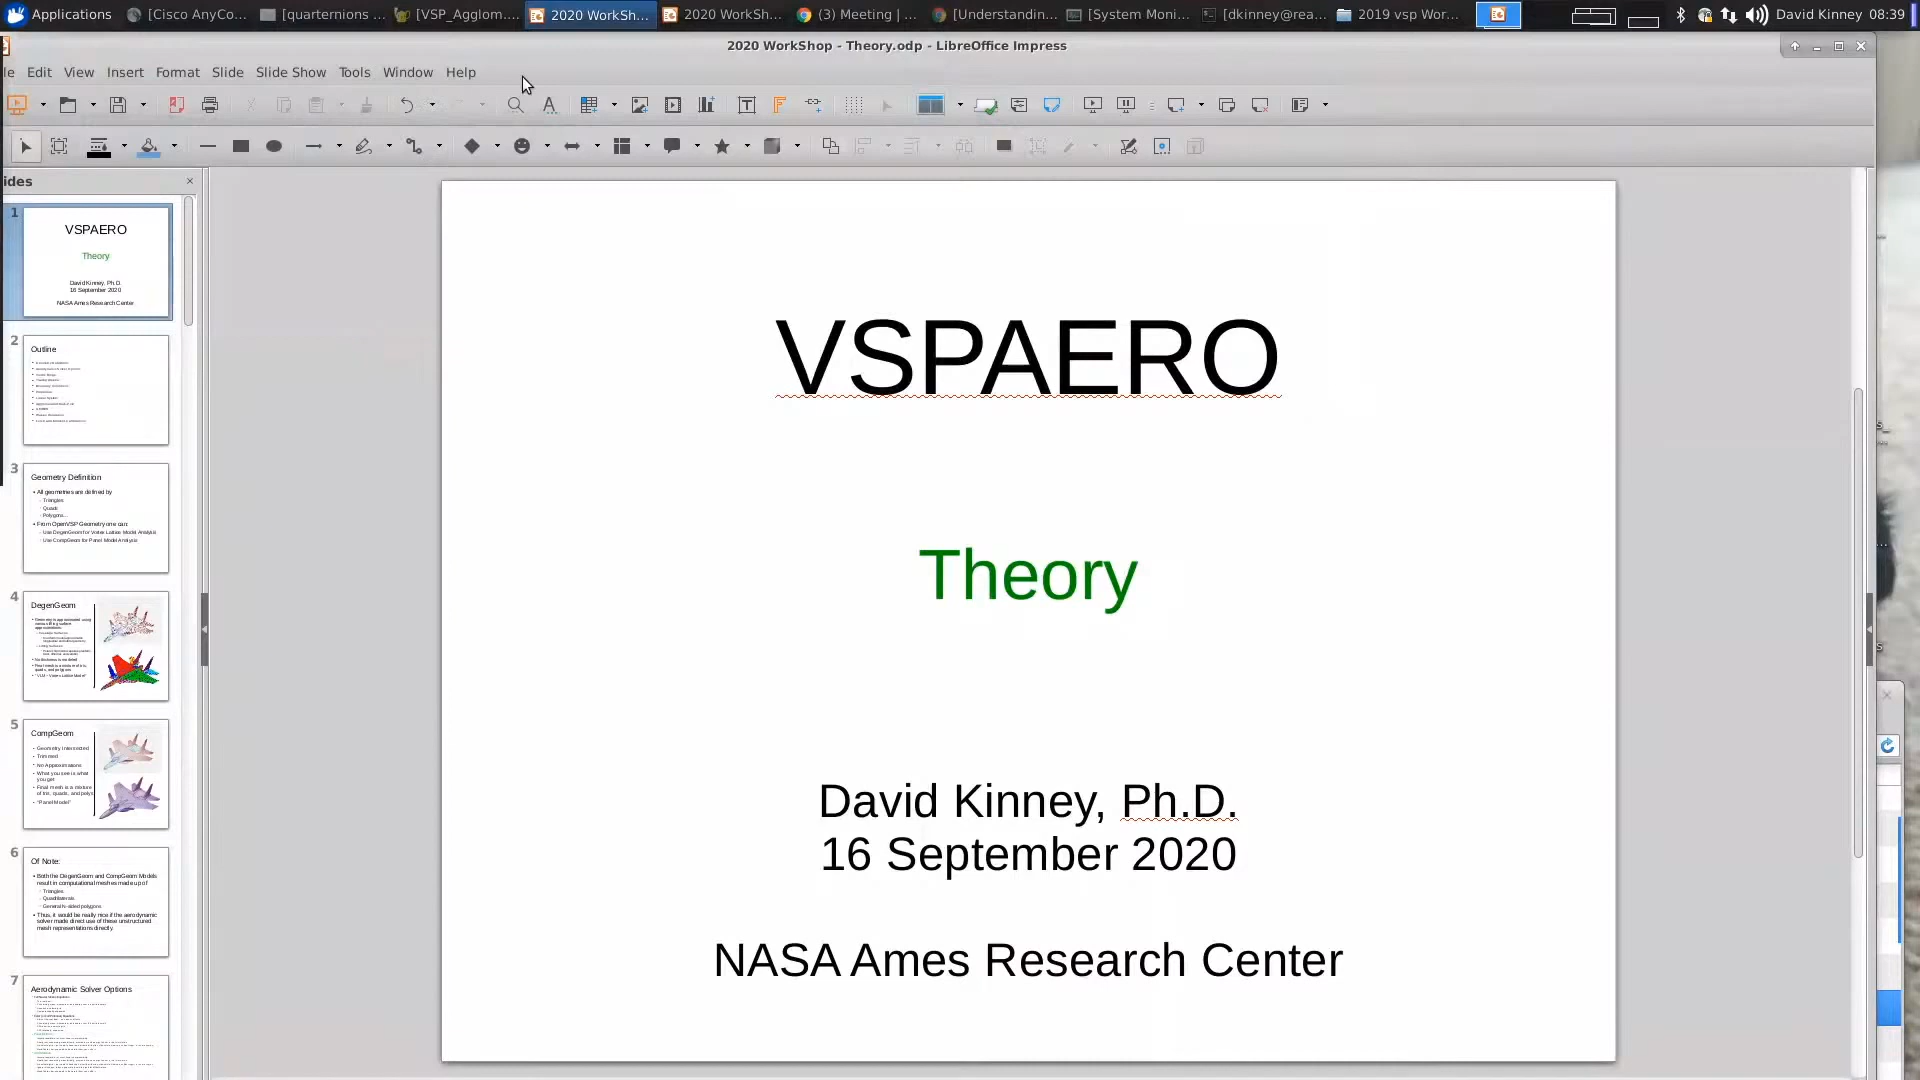 Applications [Cisco AnyCo... [quarternions ... [VSP_Agglom.... 2020 WorkSh... 2020 WorkSh... (3) Meeting | ... [Understandin... [System Moni... [dkinney@rea... 2019 vsp Wor... David Kinney 08:39
2020 WorkShop - Theory.odp - LibreOffice Impress
le Edit View Insert Format Slide Slide Show Tools Window Help
ides
1
VSPAERO
Theory
David Kinney, Ph.D.
16 September 2020
NASA Ames Research Center
2
Outline
3
Geometry Definition
All geometries are defined by
Triangles
Quads
Polygons...
From OpenVSP Geometry one can:
Use DegenGeom for Vortex Lattice Model Analysis
Use CompGeom for Panel Model Analysis
4
DegenGeom
5
CompGeom
Geometry Intersected
Trimmed
No Approximations
What you see is what
you get
Final mesh is a mixture
of tris, quads, and polys
"Panel Model"
6
Of Note:
Both the DegenGeom and CompGeom Models
result in computational meshes made up of
Triangles
Quadrilaterals
General N-sided polygons
Thus, it would be really nice if the aerodynamic
solver made direct use of these unstructured
mesh representations directly
7
Aerodynamic Solver Options
VSPAERO
Theory
David Kinney, Ph.D.
16 September 2020
NASA Ames Research Center